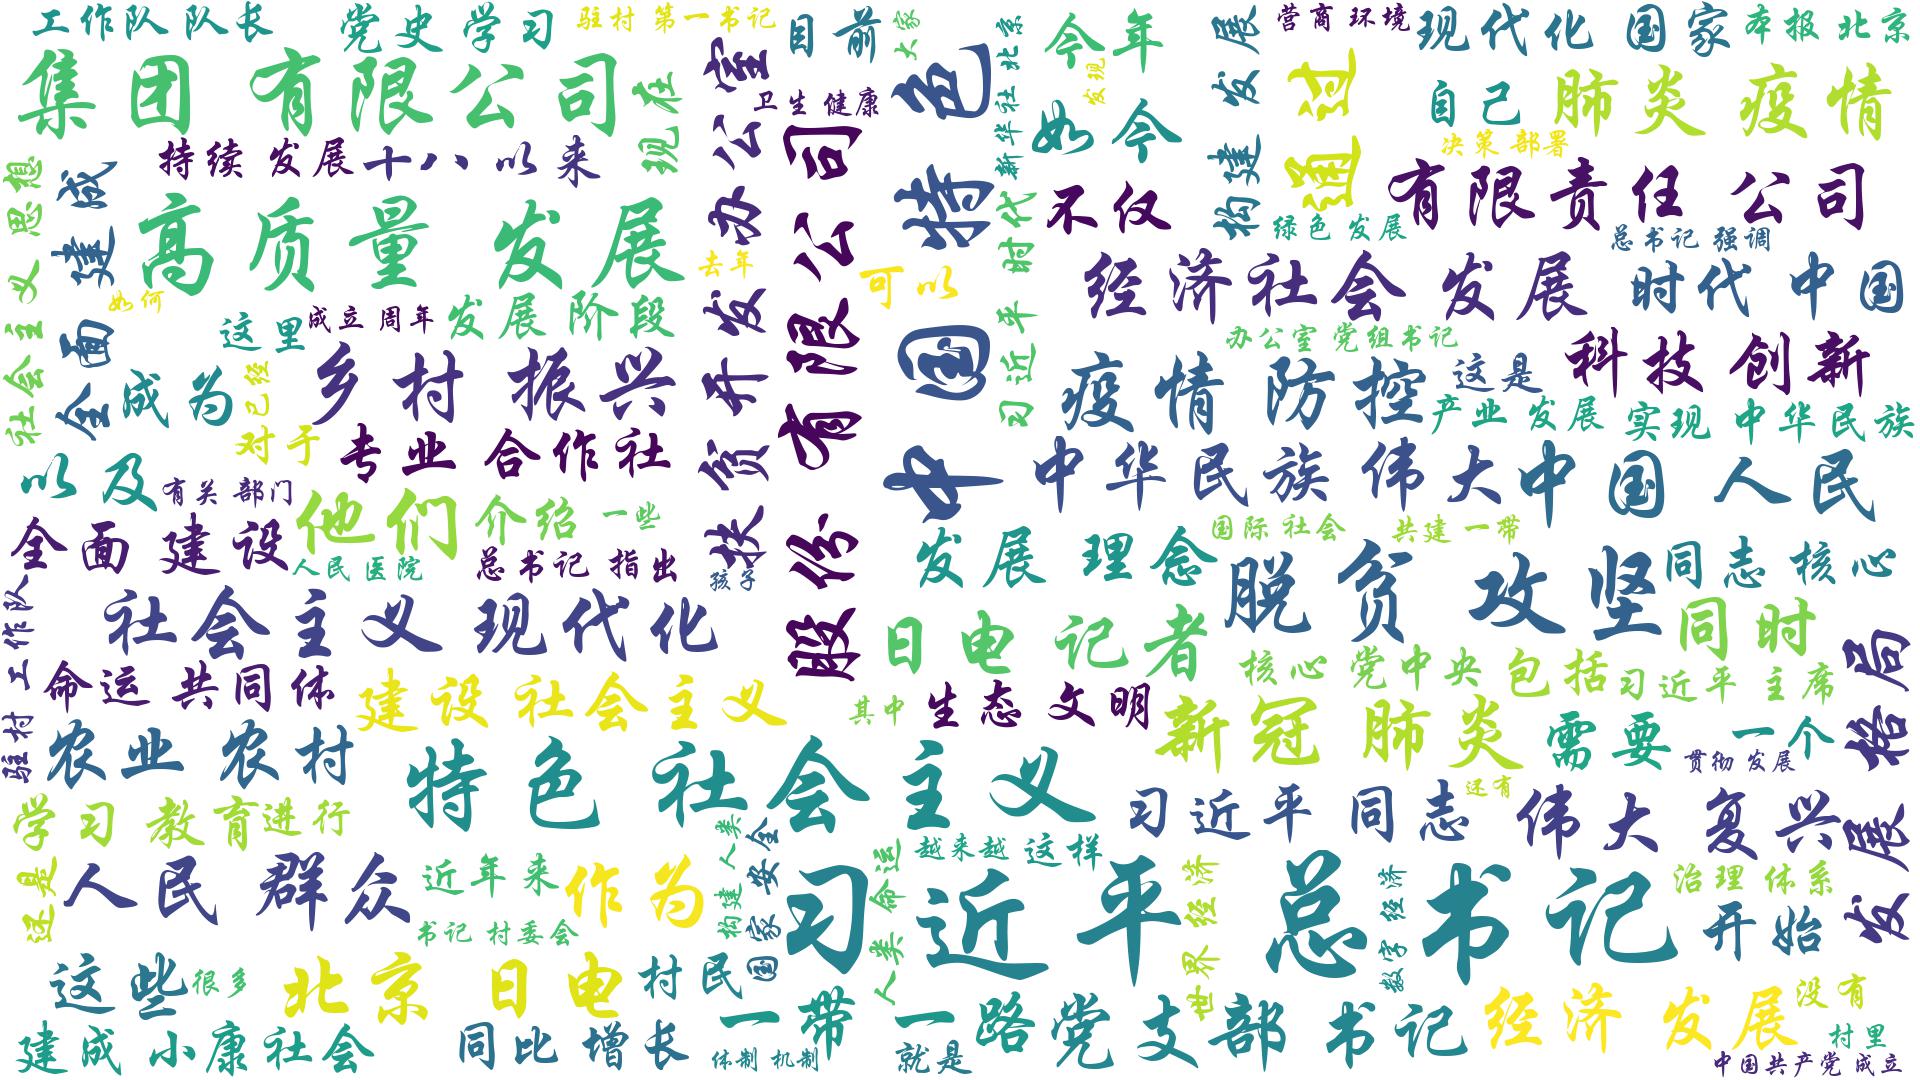 工作队 队长
党史 学习
驻村 第一书记
目前
大家
新华社 北京
今年
发展
营商 环境
现代化 国家
本报 北京
集团 有限公司
现在
办公室
卫生 健康
中国 特色
发现
如今
构建 发展
通过
自己
肺炎 疫情
决策 部署
持续 发展
十八 以来
股份 有限公司
不仅
有限责任 公司
社会主义 思想
全面 建成
高质量 发展
扶贫 开发 办公室
去年
可以
习近平 时代
绿色 发展
总书记 强调
经济社会 发展
时代 中国
如何
这里
成立 周年
发展 阶段
办公室 党组书记
成为
已经
乡村 振兴
疫情 防控
这是
科技 创新
对于
专业 合作社
产业 发展
实现 中华民族
以及
有关 部门
中华民族 伟大
中国 人民
他们
介绍
一些
国际 社会
共建 一带
全面 建设
人民 医院
总书记 指出
孩子
发展 理念
脱贫 攻坚
同志 核心
驻村 工作队
社会主义 现代化
日电 记者
同时
发展 格局
命运 共同体
建设 社会主义
其中
生态 文明
核心 党中央
包括
习近平 主席
农业 农村
特色 社会主义
新冠 肺炎
需要
一个
贯彻 发展
学习 教育
进行
构建 人类
国家 安全
人类 命运
越来越
这样
习近平 同志
还有
伟大 复兴
还是
人民 群众
近年来
作为
习近平 总书记
世界 经济
数字 经济
治理 体系
书记 村委会
开始
这些
很多
北京 日电
村民
一带 一路
党支部 书记
经济 发展
没有
建成 小康社会
同比 增长
体制 机制
就是
村里
中国共产党 成立